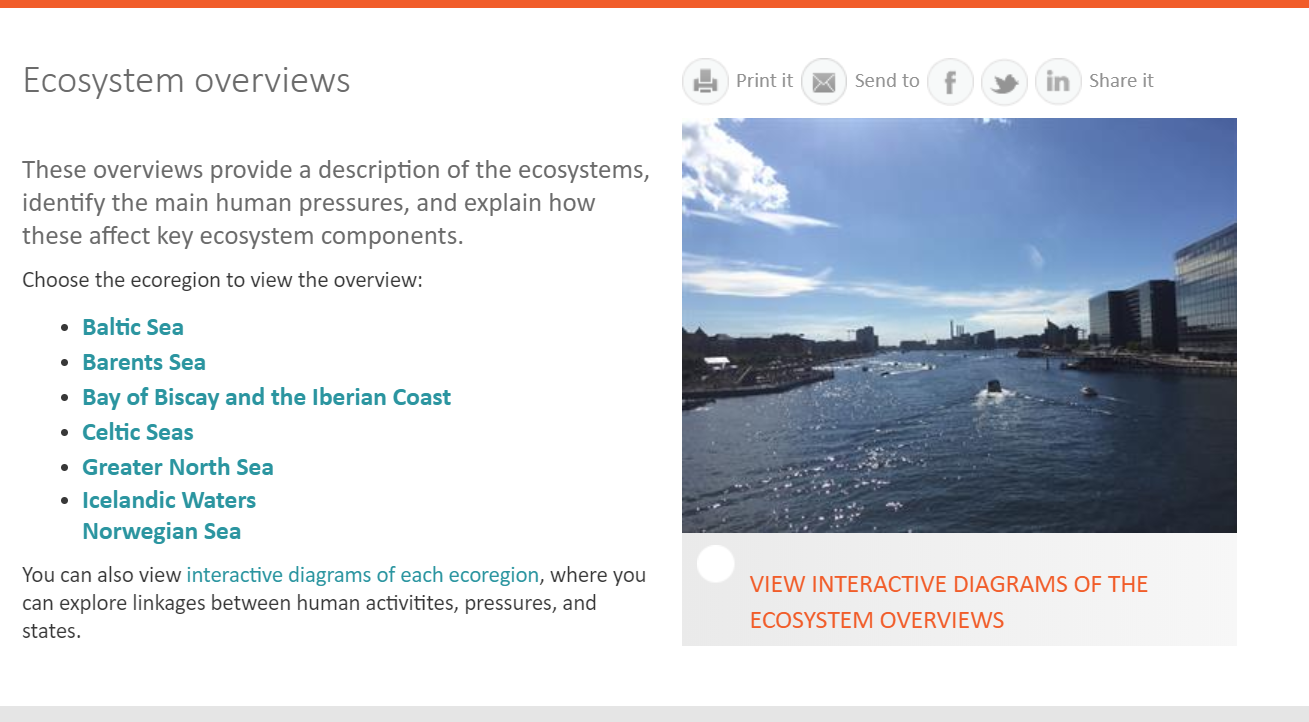 Ecosystem overviews
Print it
Send to
Share it
These overviews provide a description of the ecosystems,
identify the main human pressures, and explain how
these affect key ecosystem components.
Choose the ecoregion to view the overview:
Baltic Sea
Barents Sea
Bay of Biscay and the Iberian Coast
Celtic Seas
Greater North Sea
Icelandic Waters
Norwegian Sea
You can also view interactive diagrams of each ecoregion, where you
can explore linkages between human activitites, pressures, and
states.
VIEW INTERACTIVE DIAGRAMS OF THE
ECOSYSTEM OVERVIEWS